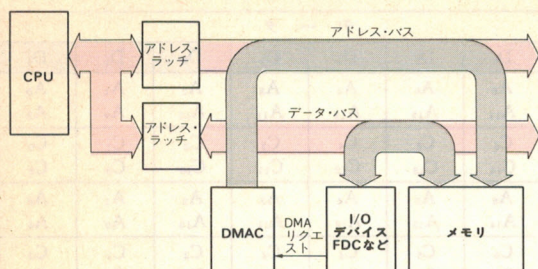 アドレス・バス
アドレス・
ラッチ
CPU
データ・バス
アドレス・
ラッチ
DMAC
DMA
リクエ
スト
I/O
デバイス
FDCなど
メモリ